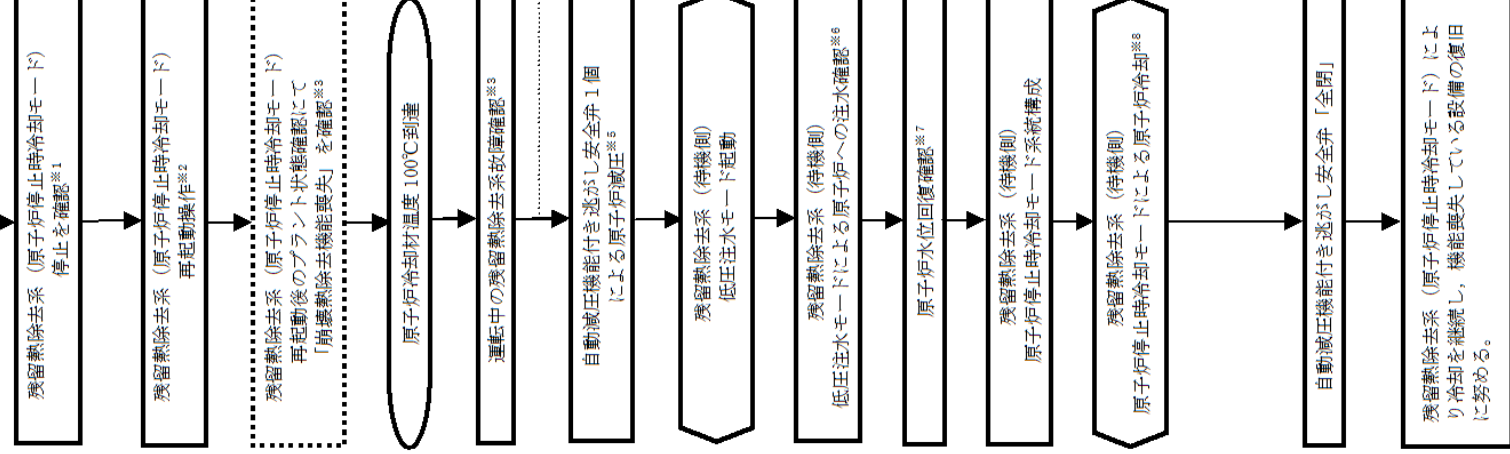 残留熱除去系（原子炉停止時冷却モード）
停止を確認※1
残留熱除去系（原子炉停止時冷却モード）
再起動操作※2
残留熱除去系（原子炉停止時冷却モード）
再起動後のプラント状態確認にて
「崩壊熱除去機能喪失」を確認※3
原子炉冷却材温度100℃到達
運転中の残留熱除去系故障確認※3
自動減圧機能付き逃がし安全弁1個
による原子炉減圧※5
残留熱除去系（待機側）
低圧注水モード起動
残留熱除去系（待機側）
低圧注水モードによる原子炉への注水確認※6
原子炉水位回復確認※7
残留熱除去系（待機側）
原子炉停止時冷却モード系統構成
残留熱除去系（待機側）
原子炉停止時冷却モードによる原子炉冷却※8
自動減圧機能付き逃がし安全弁「全閉」
残留熱除去系（原子炉停止時冷却モード）によ
り冷却を継続し，機能喪失している設備の復旧
に努める。